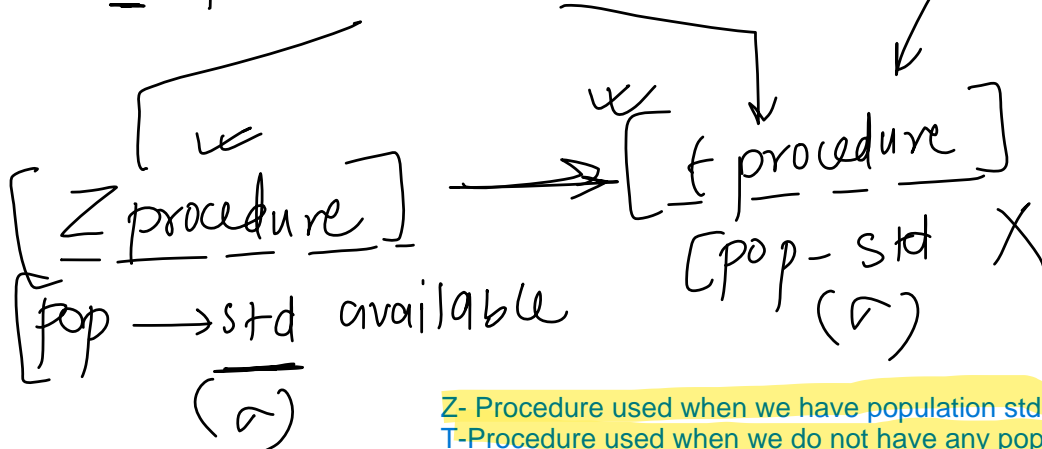 [Z procedure]
[t procedure]
[pop → std available
(σ)
[pop - std X
(σ)
Z- Procedure used when we have population std
T-Procedure used when we do not have any pop